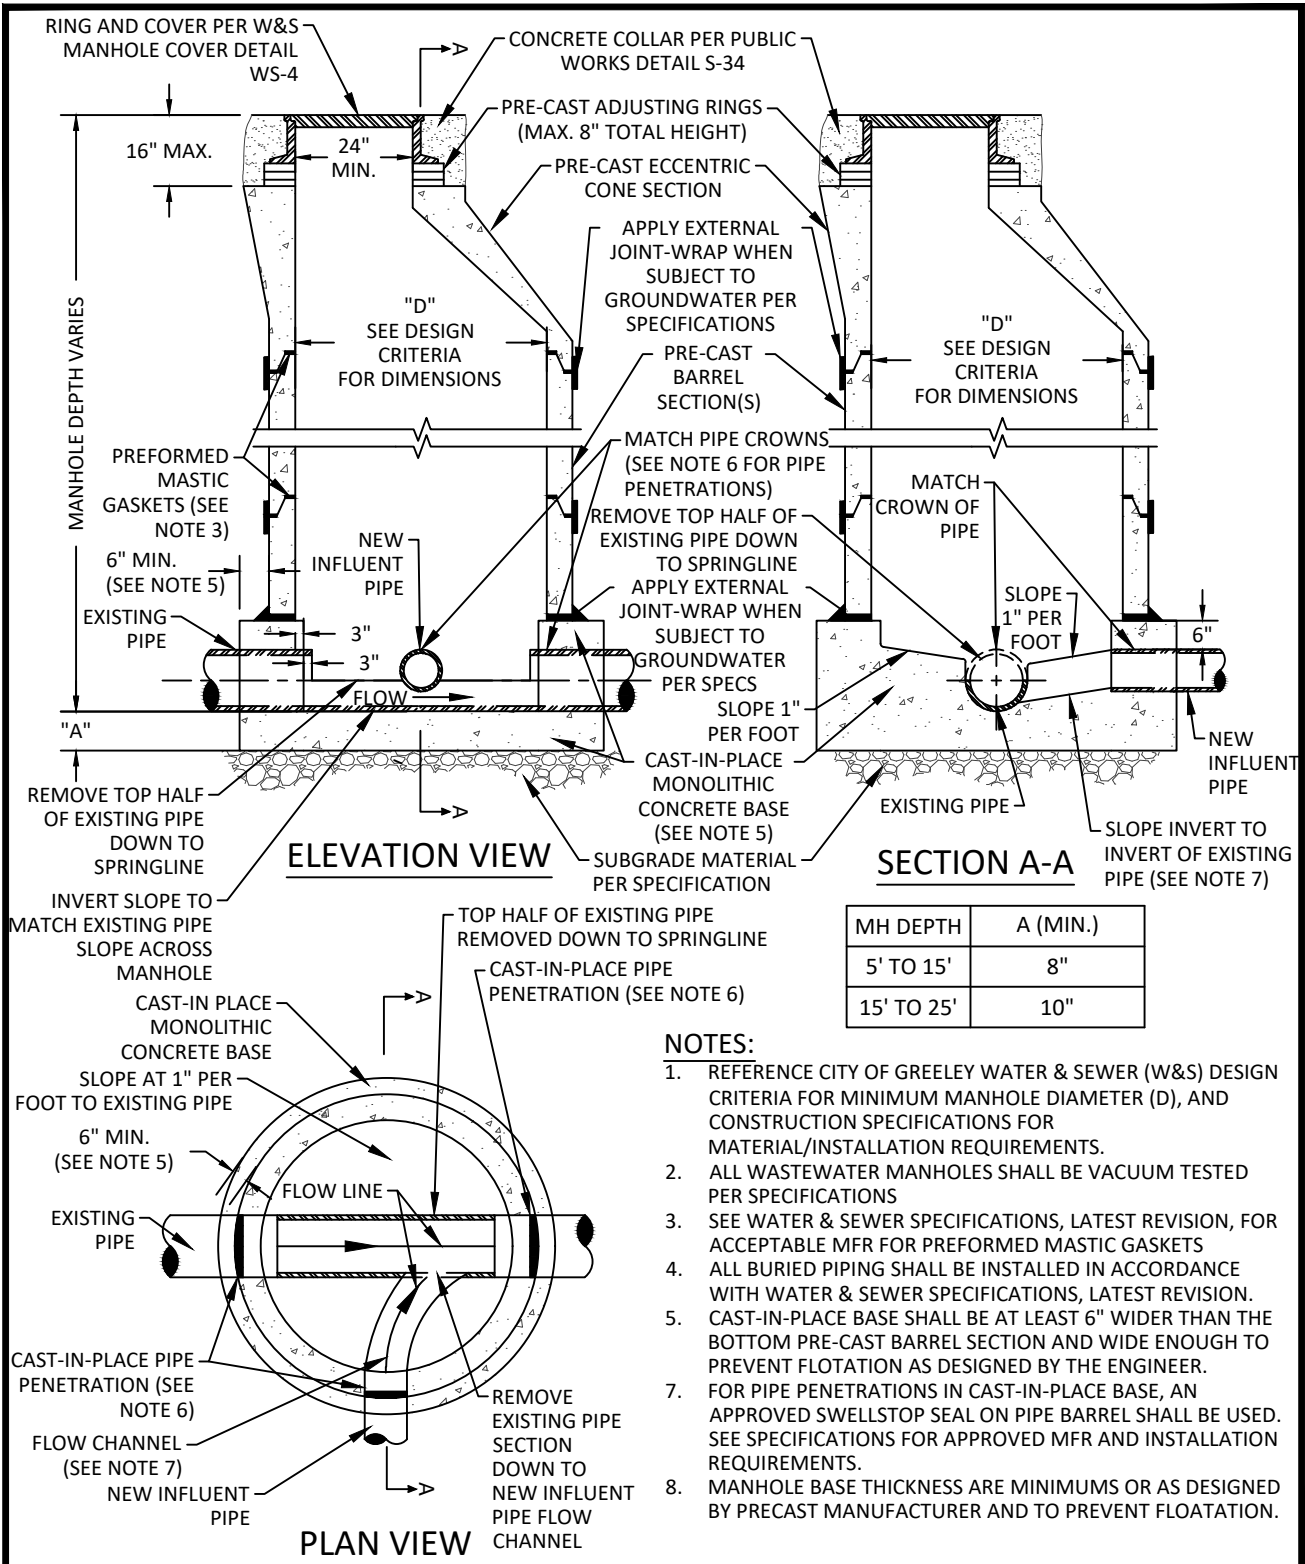 RING AND COVER PER W&S
MANHOLE COVER DETAIL
WS-4
A
CONCRETE COLLAR PER PUBLIC
WORKS DETAIL S-34
PRE-CAST ADJUSTING RINGS
(MAX. 8" TOTAL HEIGHT)
16" MAX.
24"
MIN.
PRE-CAST ECCENTRIC
CONE SECTION
APPLY EXTERNAL
JOINT-WRAP WHEN
SUBJECT TO
GROUNDWATER PER
SPECIFICATIONS
MANHOLE DEPTH VARIES
"D"
SEE DESIGN
CRITERIA
FOR DIMENSIONS
"D"
SEE DESIGN
CRITERIA
FOR DIMENSIONS
PRE-CAST
BARREL
SECTION(S)
MATCH PIPE CROWNS
(SEE NOTE 6 FOR PIPE
PENETRATIONS)
PREFORMED
MASTIC
GASKETS (SEE
NOTE 3)
MATCH
CROWN OF
PIPE
REMOVE TOP HALF OF
EXISTING PIPE DOWN
TO SPRINGLINE
NEW
INFLUENT
PIPE
6" MIN.
(SEE NOTE 5)
APPLY EXTERNAL
JOINT-WRAP WHEN
SUBJECT TO
GROUNDWATER
PER SPECS
SLOPE
1" PER
FOOT
EXISTING
PIPE
3"
3"
6"
FLOW
"A"
SLOPE 1"
PER FOOT
NEW
INFLUENT
PIPE
CAST-IN-PLACE
MONOLITHIC
CONCRETE BASE
(SEE NOTE 5)
REMOVE TOP HALF
OF EXISTING PIPE
DOWN TO
SPRINGLINE
A
EXISTING PIPE
SLOPE INVERT TO
INVERT OF EXISTING
PIPE (SEE NOTE 7)
ELEVATION VIEW
SUBGRADE MATERIAL
PER SPECIFICATION
SECTION A-A
INVERT SLOPE TO
MATCH EXISTING PIPE
SLOPE ACROSS
MANHOLE
TOP HALF OF EXISTING PIPE
REMOVED DOWN TO SPRINGLINE
MH DEPTH A (MIN.)
5' TO 15' 8"
15' TO 25' 10"
CAST-IN-PLACE PIPE
PENETRATION (SEE NOTE 6)
A
CAST-IN PLACE
MONOLITHIC
CONCRETE BASE
SLOPE AT 1" PER
FOOT TO EXISTING PIPE
6" MIN.
(SEE NOTE 5)
FLOW LINE
EXISTING
PIPE
CAST-IN-PLACE PIPE
PENETRATION (SEE
NOTE 6)
FLOW CHANNEL
(SEE NOTE 7)
NEW INFLUENT
PIPE
A
REMOVE
EXISTING PIPE
SECTION
DOWN TO
NEW INFLUENT
PIPE FLOW
CHANNEL
PLAN VIEW
NOTES:
1. REFERENCE CITY OF GREELEY WATER & SEWER (W&S) DESIGN
CRITERIA FOR MINIMUM MANHOLE DIAMETER (D), AND
CONSTRUCTION SPECIFICATIONS FOR
MATERIAL/INSTALLATION REQUIREMENTS.
2. ALL WASTEWATER MANHOLES SHALL BE VACUUM TESTED
PER SPECIFICATIONS
3. SEE WATER & SEWER SPECIFICATIONS, LATEST REVISION, FOR
ACCEPTABLE MFR FOR PREFORMED MASTIC GASKETS
4. ALL BURIED PIPING SHALL BE INSTALLED IN ACCORDANCE
WITH WATER & SEWER SPECIFICATIONS, LATEST REVISION.
5. CAST-IN-PLACE BASE SHALL BE AT LEAST 6" WIDER THAN THE
BOTTOM PRE-CAST BARREL SECTION AND WIDE ENOUGH TO
PREVENT FLOTATION AS DESIGNED BY THE ENGINEER.
7. FOR PIPE PENETRATIONS IN CAST-IN-PLACE BASE, AN
APPROVED SWELLSTOP SEAL ON PIPE BARREL SHALL BE USED.
SEE SPECIFICATIONS FOR APPROVED MFR AND INSTALLATION
REQUIREMENTS.
8. MANHOLE BASE THICKNESS ARE MINIMUMS OR AS DESIGNED
BY PRECAST MANUFACTURER AND TO PREVENT FLOATATION.